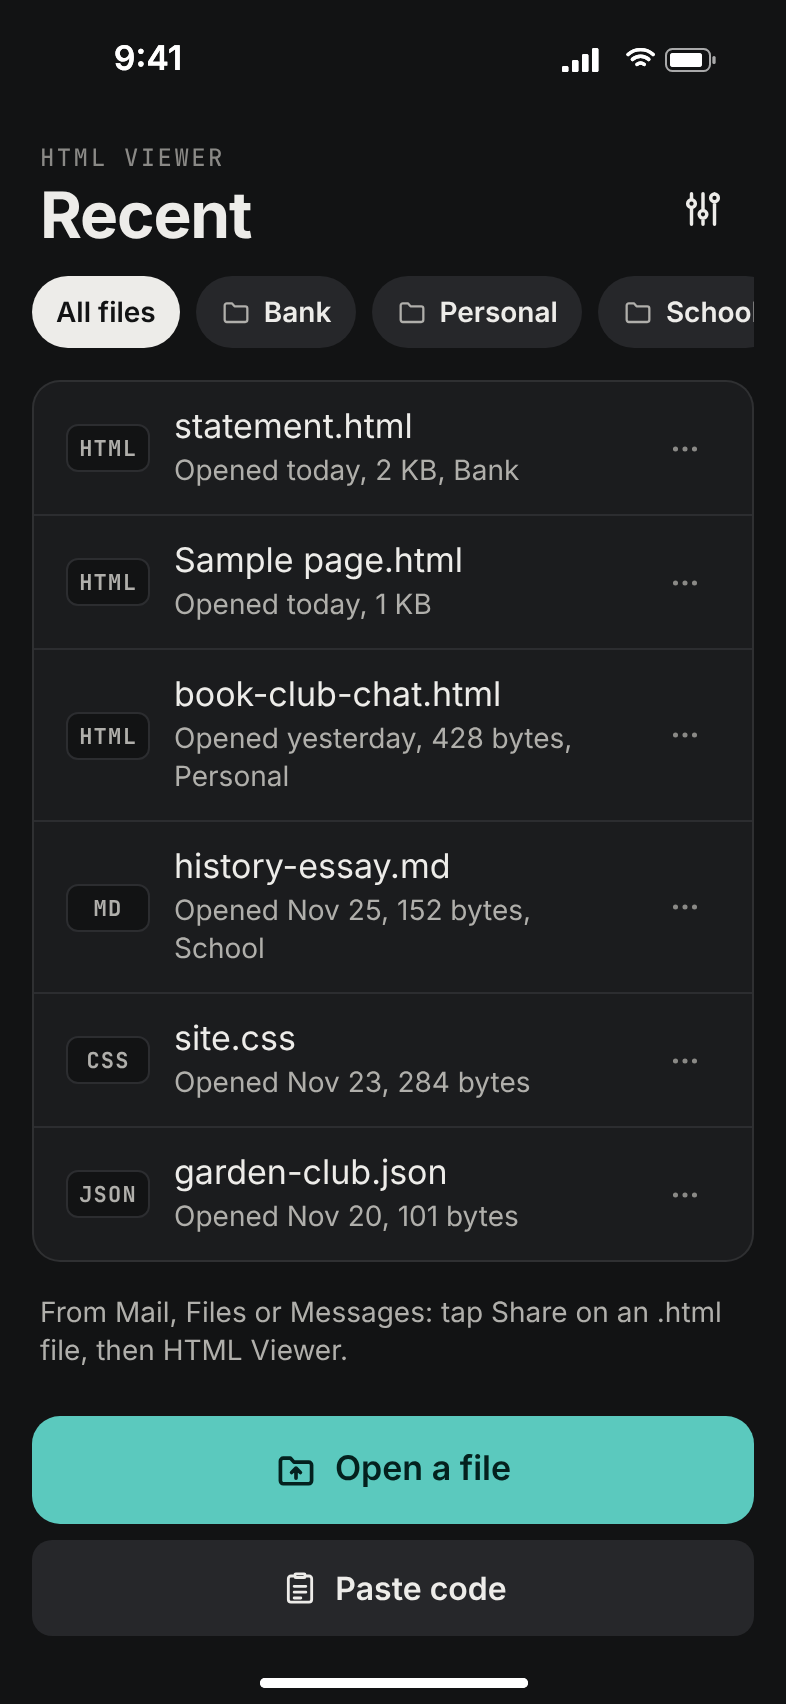 9:41
HTML VIEWER
Recent
All files
Bank
Personal
School
HTML
statement.html
Opened today, 2 KB, Bank
HTML
Sample page.html
Opened today, 1 KB
HTML
book-club-chat.html
Opened yesterday, 428 bytes,
Personal
MD
history-essay.md
Opened Nov 25, 152 bytes,
School
CSS
site.css
Opened Nov 23, 284 bytes
JSON
garden-club.json
Opened Nov 20, 101 bytes
From Mail, Files or Messages: tap Share on an .html
file, then HTML Viewer.
Open a file
Paste code